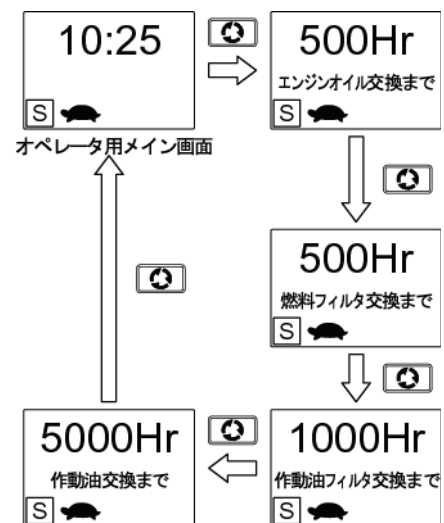 10:25
S
オペレータ用メイン画面
500Hr
エンジンオイル交換まで
S
500Hr
燃料フィルタ交換まで
S
1000Hr
作動油フィルタ交換まで
S
5000Hr
作動油交換まで
S